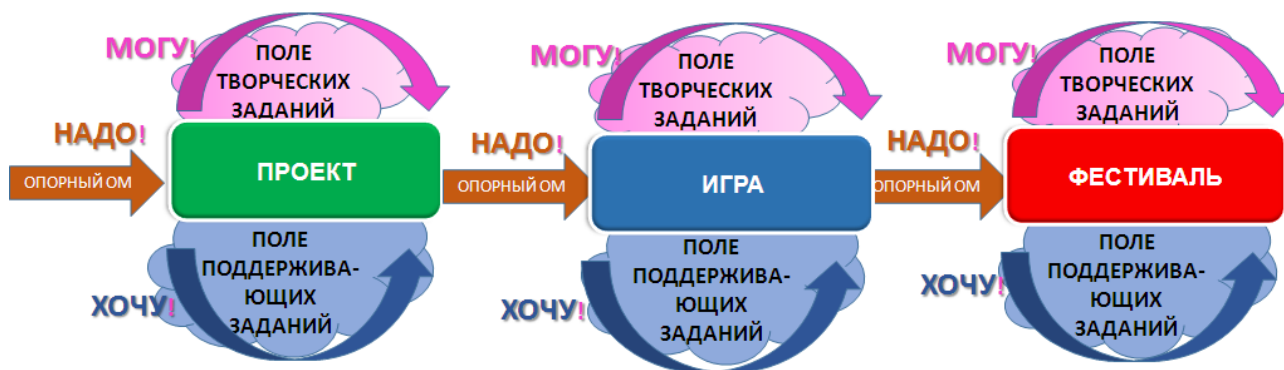 МОГУ!
ПОЛЕ
ТВОРЧЕСКИХ
ЗАДАНИЙ
НАДО!
ОПОРНЫЙ ОМ
ПРОЕКТ
ХОЧУ!
ПОЛЕ
ПОДДЕРЖИВА-
ЮЩИХ
ЗАДАНИЙ
МОГУ!
ПОЛЕ
ТВОРЧЕСКИХ
ЗАДАНИЙ
НАДО!
ОПОРНЫЙ ОМ
ИГРА
ХОЧУ!
ПОЛЕ
ПОДДЕРЖИВА-
ЮЩИХ
ЗАДАНИЙ
МОГУ!
ПОЛЕ
ТВОРЧЕСКИХ
ЗАДАНИЙ
НАДО!
ОПОРНЫЙ ОМ
ФЕСТИВАЛЬ
ХОЧУ!
ПОЛЕ
ПОДДЕРЖИВА-
ЮЩИХ
ЗАДАНИЙ